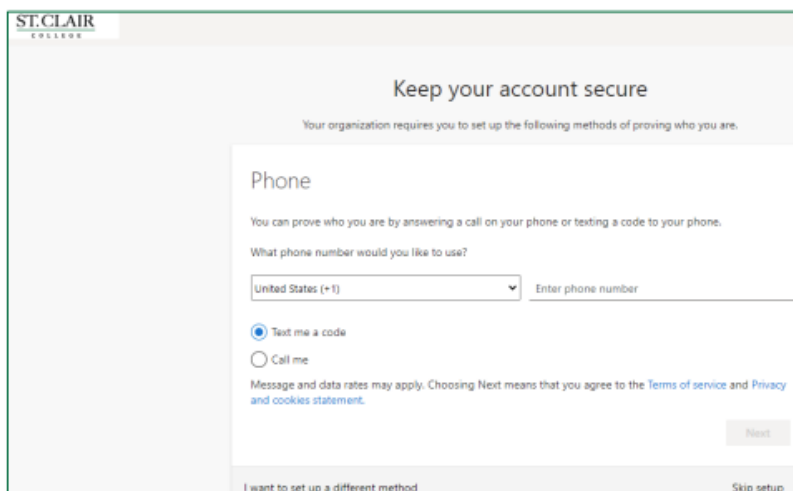 ST. CLAIR
COLLEGE
Keep your account secure
Your organization requires you to set up the following methods of proving who you are.
Phone
You can prove who you are by answering a call on your phone or texting a code to your phone.
What phone number would you like to use?
United States (+1) Enter phone number
Text me a code
Call me
Message and data rates may apply. Choosing Next means that you agree to the Terms of service and Privacy
and cookies statement.
Next
I want to set up a different method Skip setup